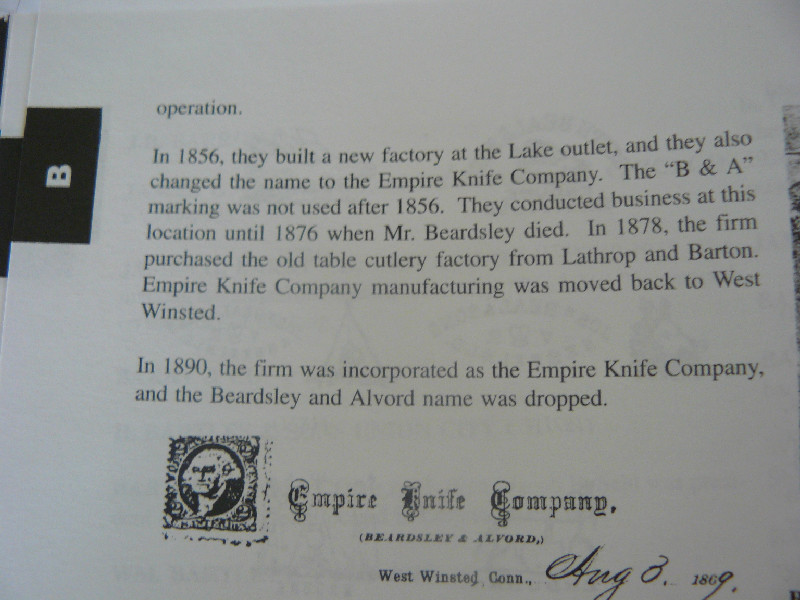 operation.
In 1856, they built a new factory at the Lake outlet, and they also
changed the name to the Empire Knife Company. The “B & A”
marking was not used after 1856. They conducted business at this
location until 1876 when Mr. Beardsley died. In 1878, the firm
purchased the old table cutlery factory from Lathrop and Barton.
Empire Knife Company manufacturing was moved back to West
Winsted.
In 1890, the firm was incorporated as the Empire Knife Company,
and the Beardsley and Alvord name was dropped.
Empire Knife Company,
(BEARDSLEY & ALVORD,)
West Winsted, Conn., Aug 3. 1869.
B